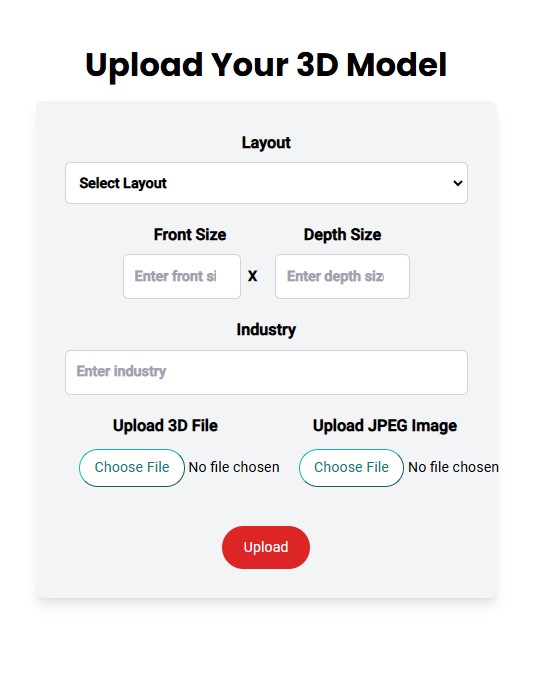 Upload Your 3D Model
Layout
Select Layout
Front Size Depth Size
Enter front si X Enter depth siz
Industry
Enter industry
Upload 3D File Upload JPEG Image
Choose File No file chosen Choose File No file chosen
Upload